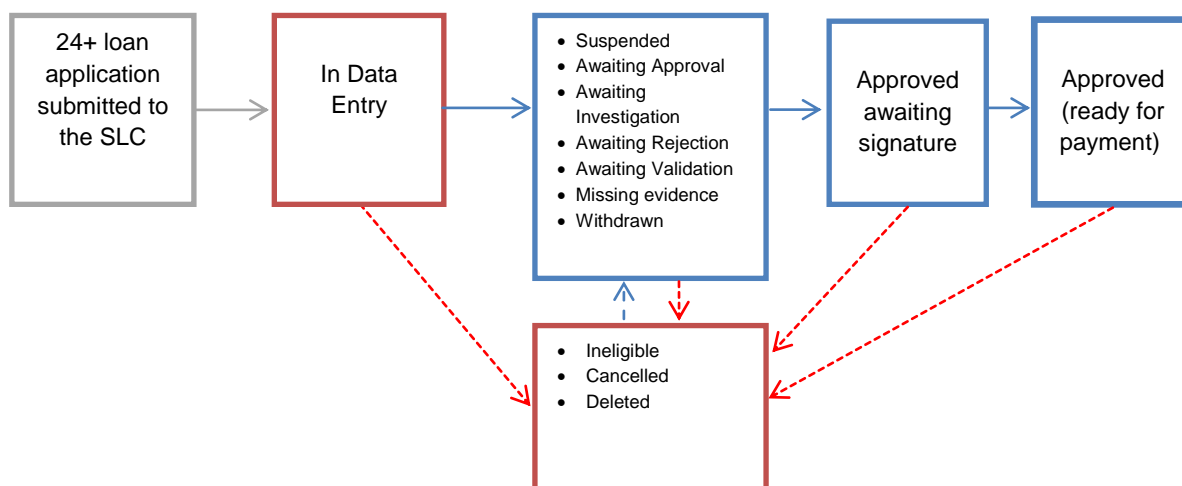 24+ loan
application
submitted to
the SLC
In Data
Entry
• Suspended
• Awaiting Approval
• Awaiting
Investigation
• Awaiting Rejection
• Awaiting Validation
• Missing evidence
• Withdrawn
Approved
awaiting
signature
Approved
(ready for
payment)
• Ineligible
• Cancelled
• Deleted